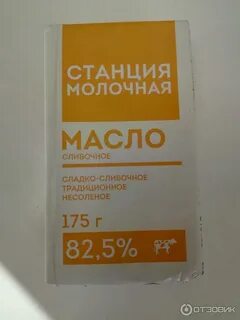 СТАНЦИЯ
МОЛОЧНАЯ
МАСЛО
СЛИВОЧНОЕ
СЛАДКО-СЛИВОЧНОЕ
ТРАДИЦИОННОЕ
НЕСОЛЕНОЕ
175 г
82,5%
ОТЗОВИК